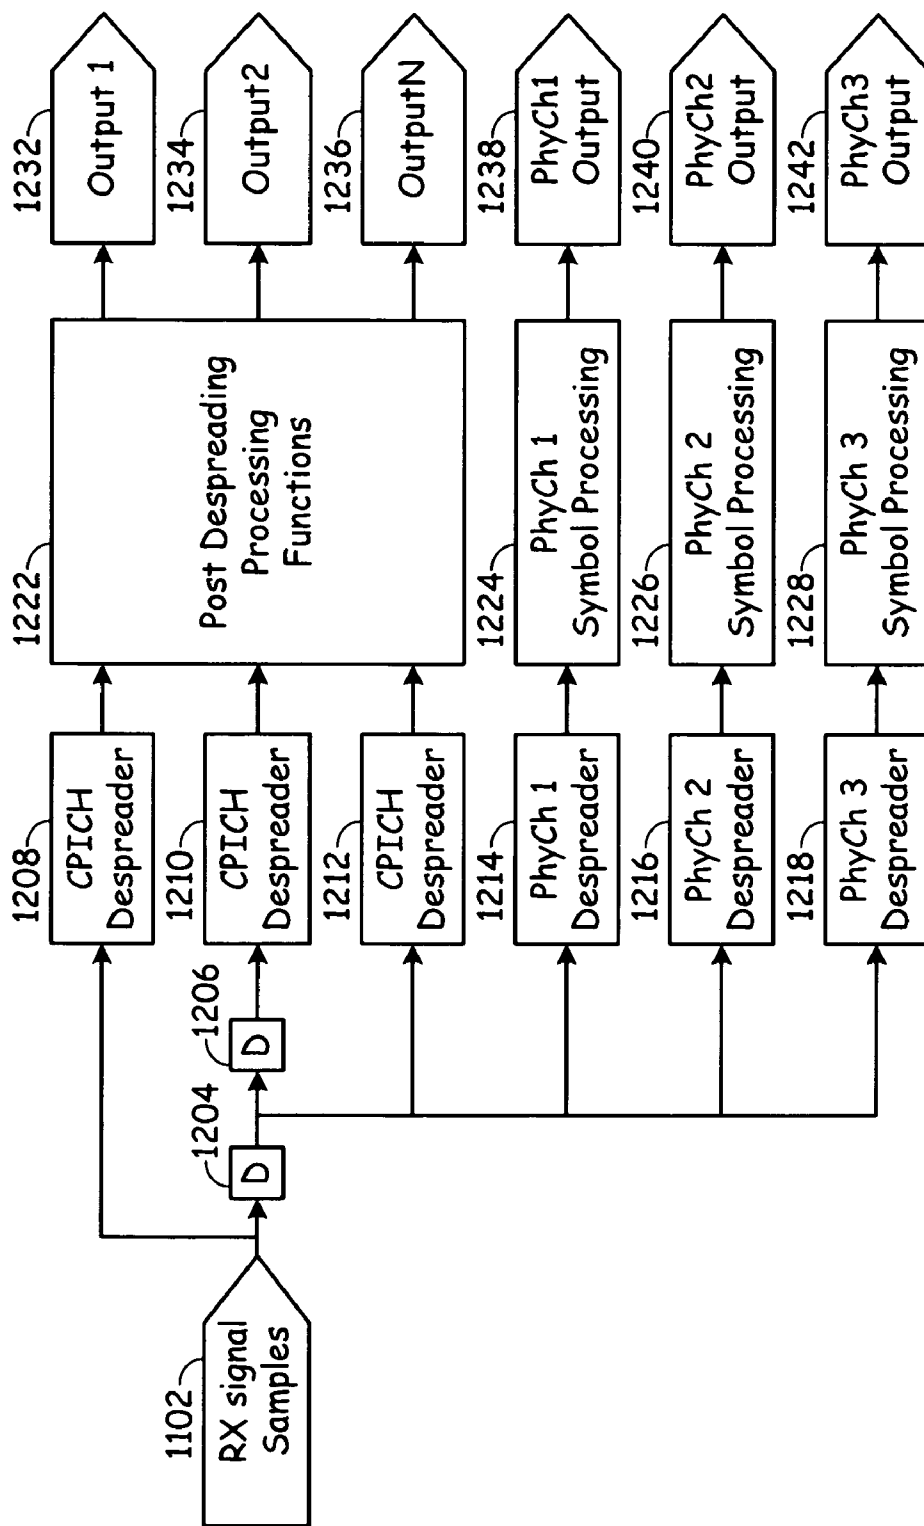 1102
RX signal
Samples
1204
D
1206
D
1208
CPICH
Despreader
1210
CPICH
Despreader
1212
CPICH
Despreader
1214
PhyCh 1
Despreader
1216
PhyCh 2
Despreader
1218
PhyCh 3
Despreader
1222
Post Despreading
Processing
Functions
1224
PhyCh 1
Symbol Processing
1226
PhyCh 2
Symbol Processing
1228
PhyCh 3
Symbol Processing
1232
Output 1
1234
Output2
1236
OutputN
1238
PhyCh1
Output
1240
PhyCh2
Output
1242
PhyCh3
Output